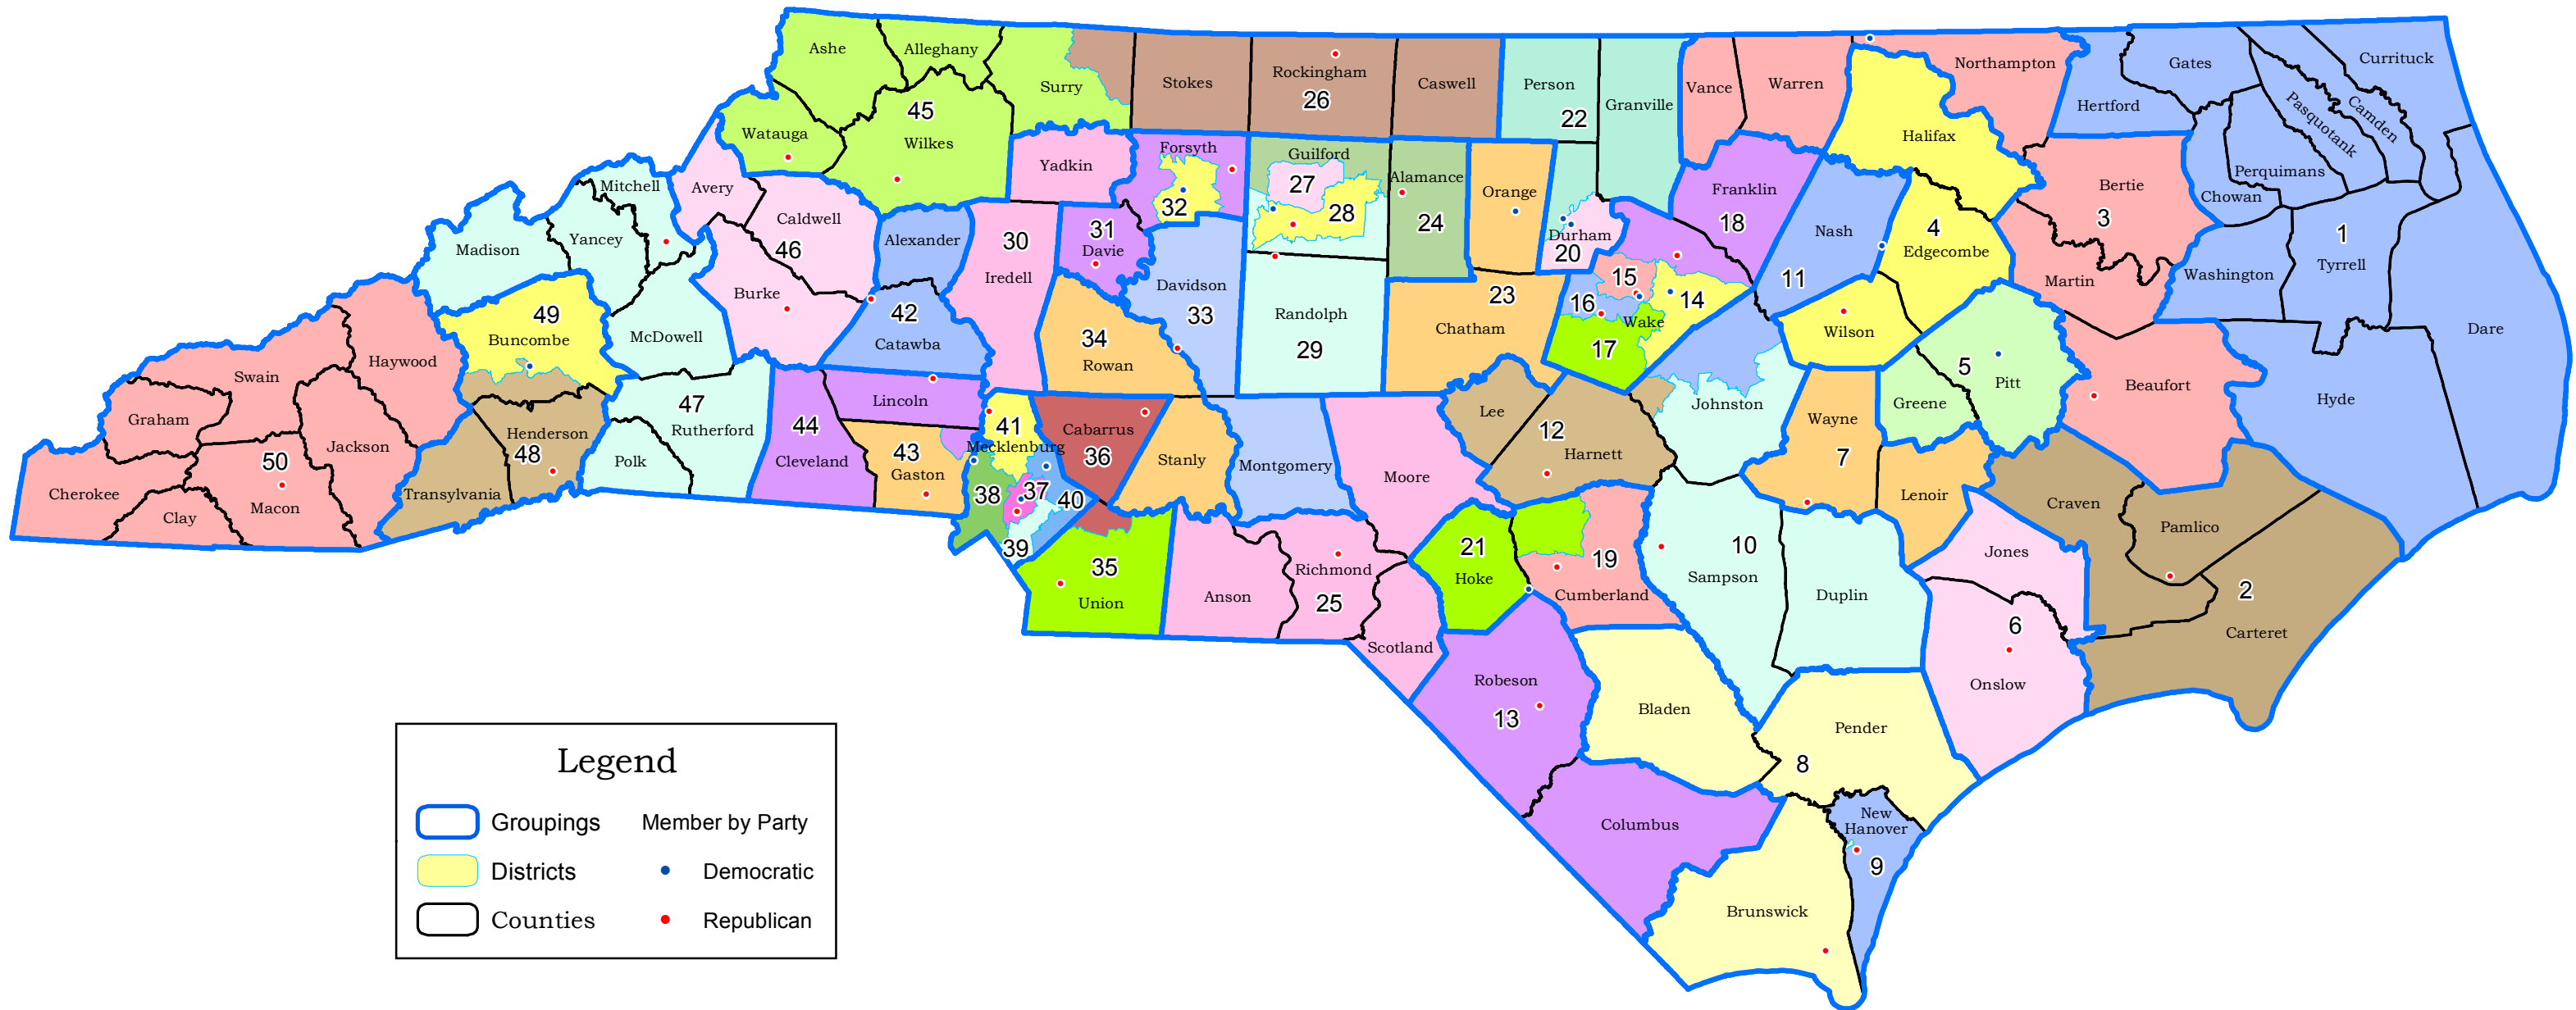 Ashe
Alleghany
Surry
Stokes
Rockingham
26
Caswell
Person
22
Granville
Vance
Warren
Northampton
Gates
Currituck
Hertford
Pasquotank
Camden
Perquimans
Chowan
Halifax
Watauga
45
Wilkes
Yadkin
Forsyth
32
Guilford
27
28
Alamance
24
Orange
Durham
20
Franklin
18
Nash
11
4
Edgecombe
Bertie
3
Martin
Washington
1
Tyrrell
Dare
Hyde
Mitchell
Avery
Caldwell
46
Madison
Yancey
Burke
Alexander
42
Catawba
30
Iredell
31
Davie
Davidson
33
34
Rowan
Randolph
29
23
Chatham
15
16
14
Wake
17
Wilson
5
Pitt
Greene
Beaufort
49
Buncombe
McDowell
Haywood
Swain
Graham
Jackson
Cherokee
Clay
50
Macon
Transylvania
Henderson
48
47
Rutherford
Polk
44
Cleveland
Lincoln
43
Gaston
41
Mecklenburg
38
37
40
39
Cabarrus
36
Stanly
Montgomery
Moore
Lee
12
Harnett
Johnston
Wayne
7
Lenoir
Craven
Pamlico
2
Carteret
Jones
6
Onslow
35
Union
Anson
Richmond
25
Scotland
21
Hoke
19
Cumberland
10
Sampson
Duplin
Robeson
13
Bladen
Pender
8
Columbus
New
Hanover
9
Brunswick
Legend
Groupings
Member by Party
Districts
Democratic
Counties
Republican